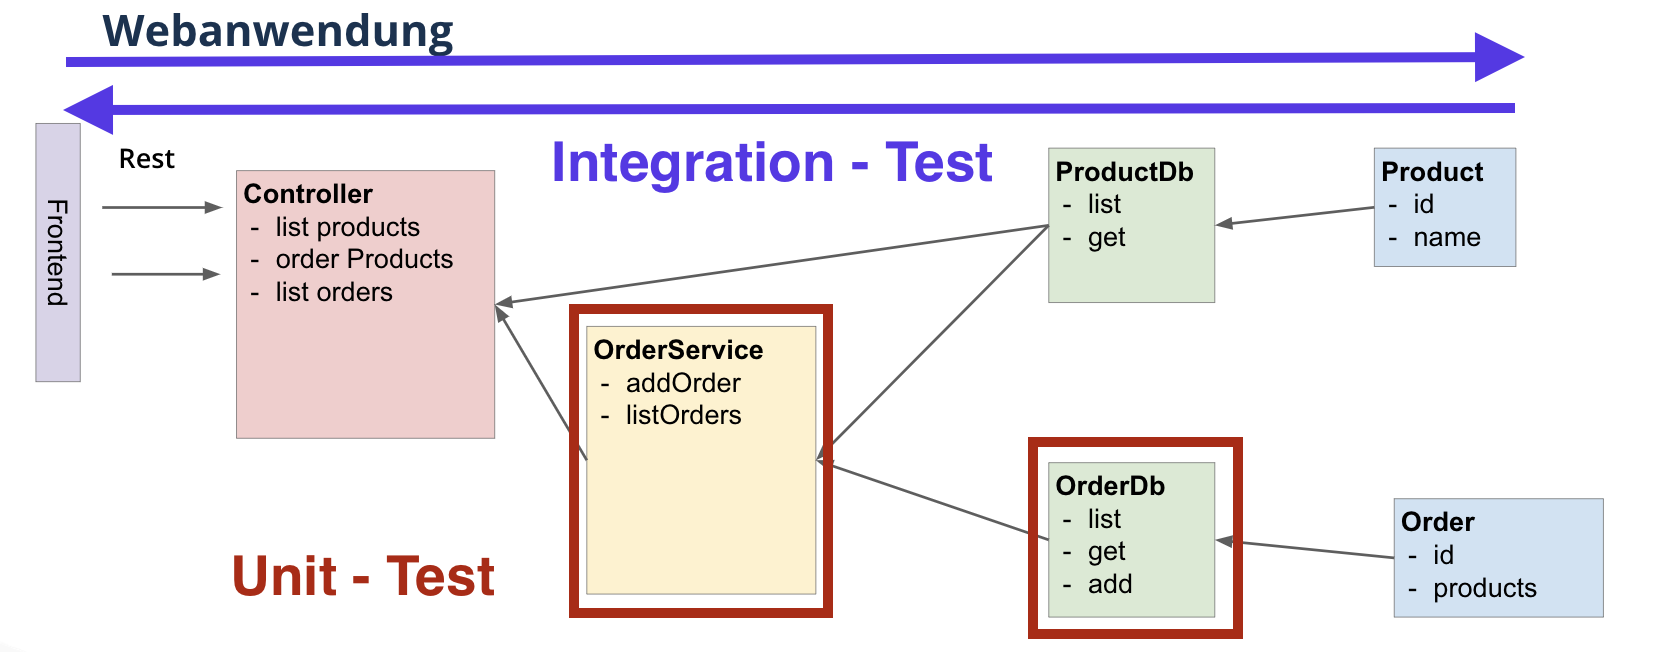 Webanwendung
Integration - Test
Frontend
Rest
Controller
- list products
- order Products
- list orders
ProductDb
- list
- get
Product
- id
- name
OrderService
- addOrder
- listOrders
OrderDb
- list
- get
- add
Order
- id
- products
Unit - Test